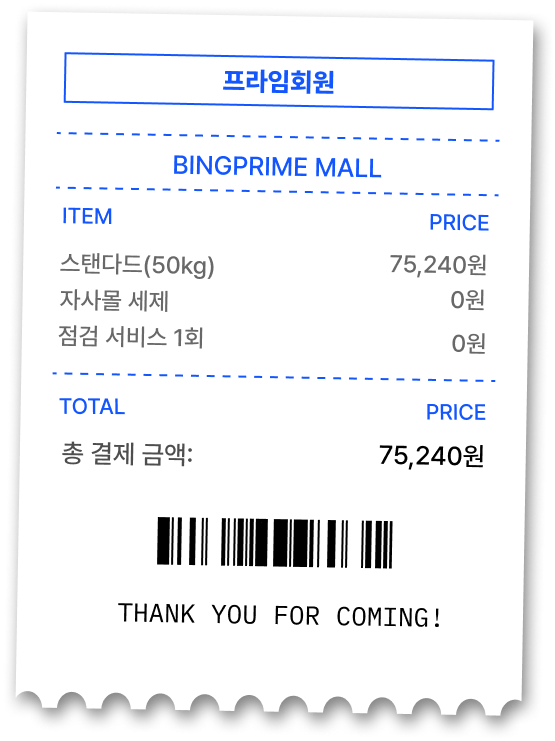 프라임회원
BINGPRIME MALL
ITEM PRICE
스탠다드(50kg) 75,240원
자사몰 세제 0원
점검 서비스 1회 0원
TOTAL PRICE
총 결제 금액: 75,240원
THANK YOU FOR COMING!